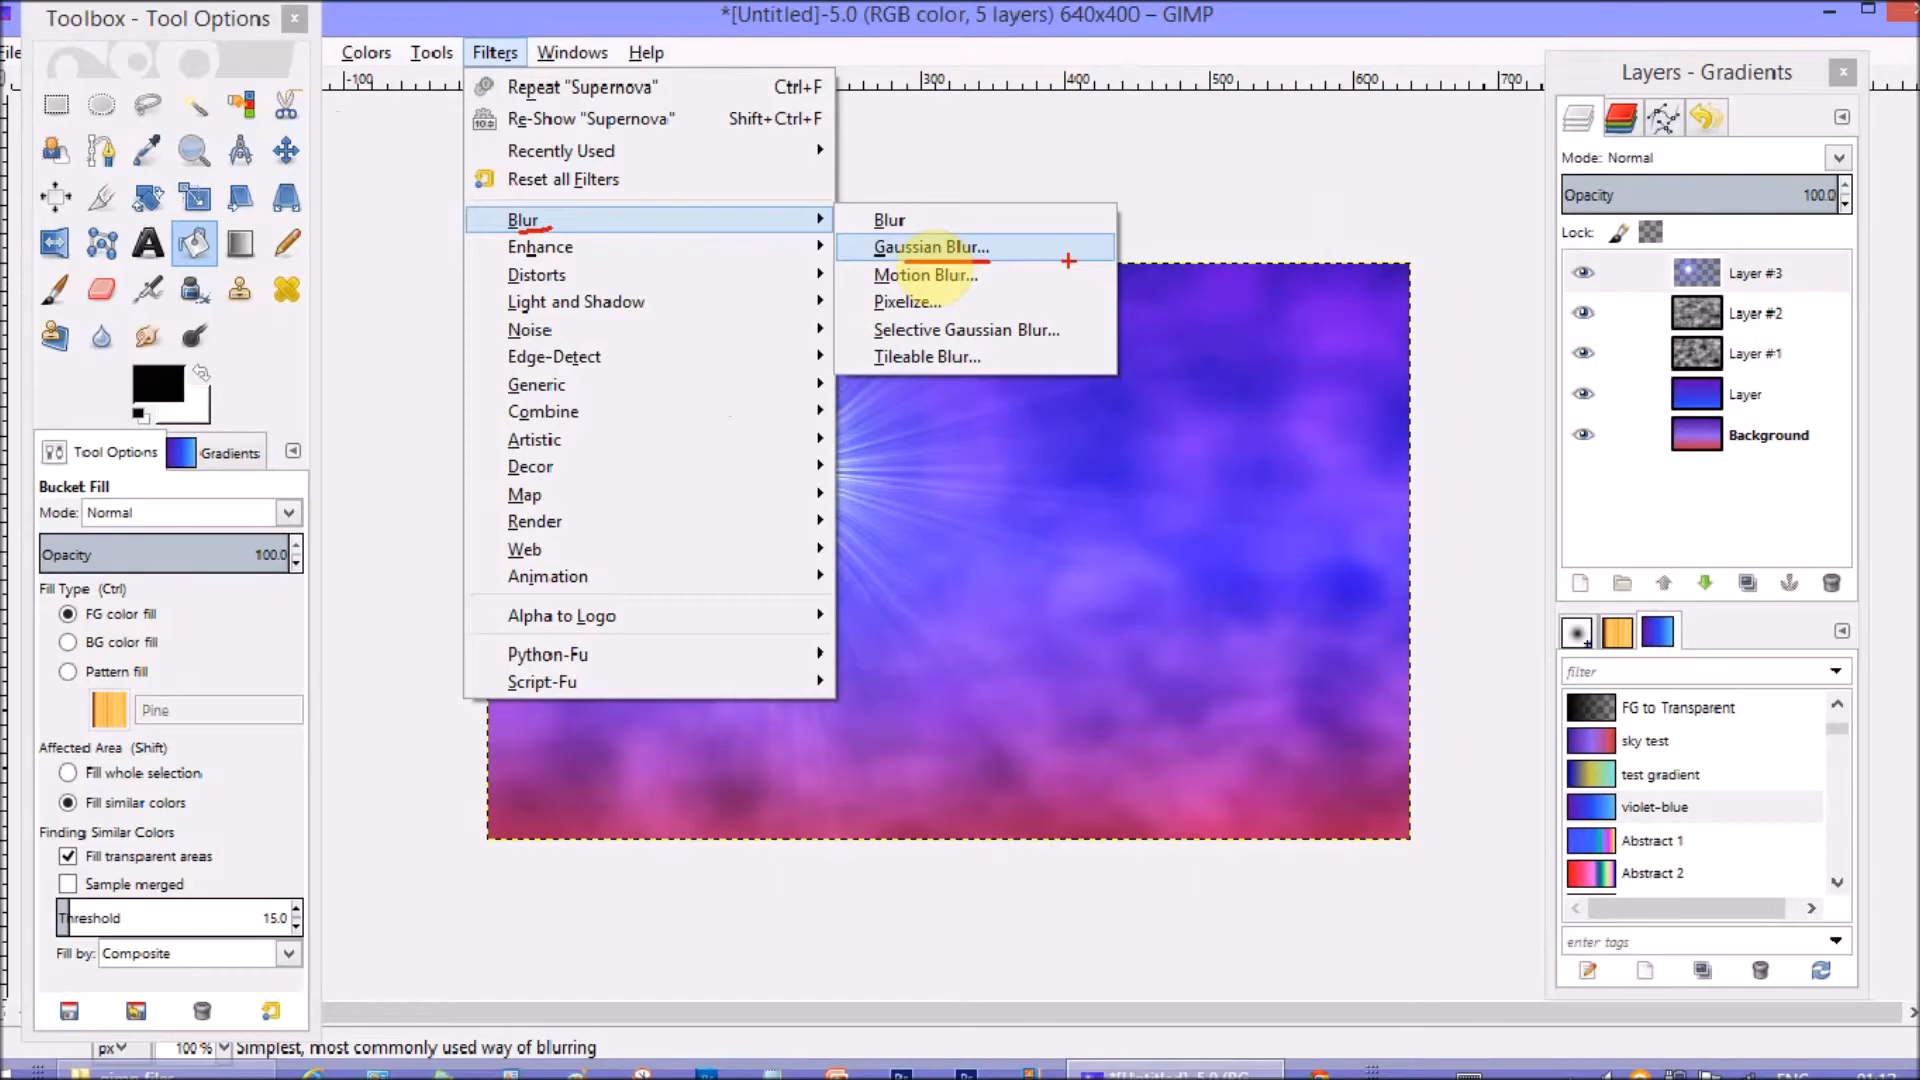 Toolbox - Tool Options
x
*[Untitled]-5.0 (RGB color, 5 layers) 640x400 – GIMP
File
Colors
Tools
Filters
Windows
Help
-100
300
400
500
600
700
Repeat "Supernova"
Ctrl+F
Re-Show "Supernova"
Shift+Ctrl+F
Recently Used
Reset all Filters
Blur
Enhance
Distorts
Light and Shadow
Noise
Edge-Detect
Generic
Combine
Artistic
Decor
Map
Render
Web
Animation
Alpha to Logo
Python-Fu
Script-Fu
Blur
Gaussian Blur...
Motion Blur...
Pixelize...
Selective Gaussian Blur...
Tileable Blur...
Tool Options
Gradients
Bucket Fill
Mode: Normal
Opacity 100.0
Fill Type (Ctrl)
FG color fill
BG color fill
Pattern fill
Pine
Affected Area (Shift)
Fill whole selection
Fill similar colors
Finding Similar Colors
Fill transparent areas
Sample merged
Threshold 15.0
Fill by: Composite
Layers - Gradients
x
Mode: Normal
Opacity 100.0
Lock:
Layer #3
Layer #2
Layer #1
Layer
Background
filter
FG to Transparent
sky test
test gradient
violet-blue
Abstract 1
Abstract 2
enter tags
px
100 %
Simplest, most commonly used way of blurring